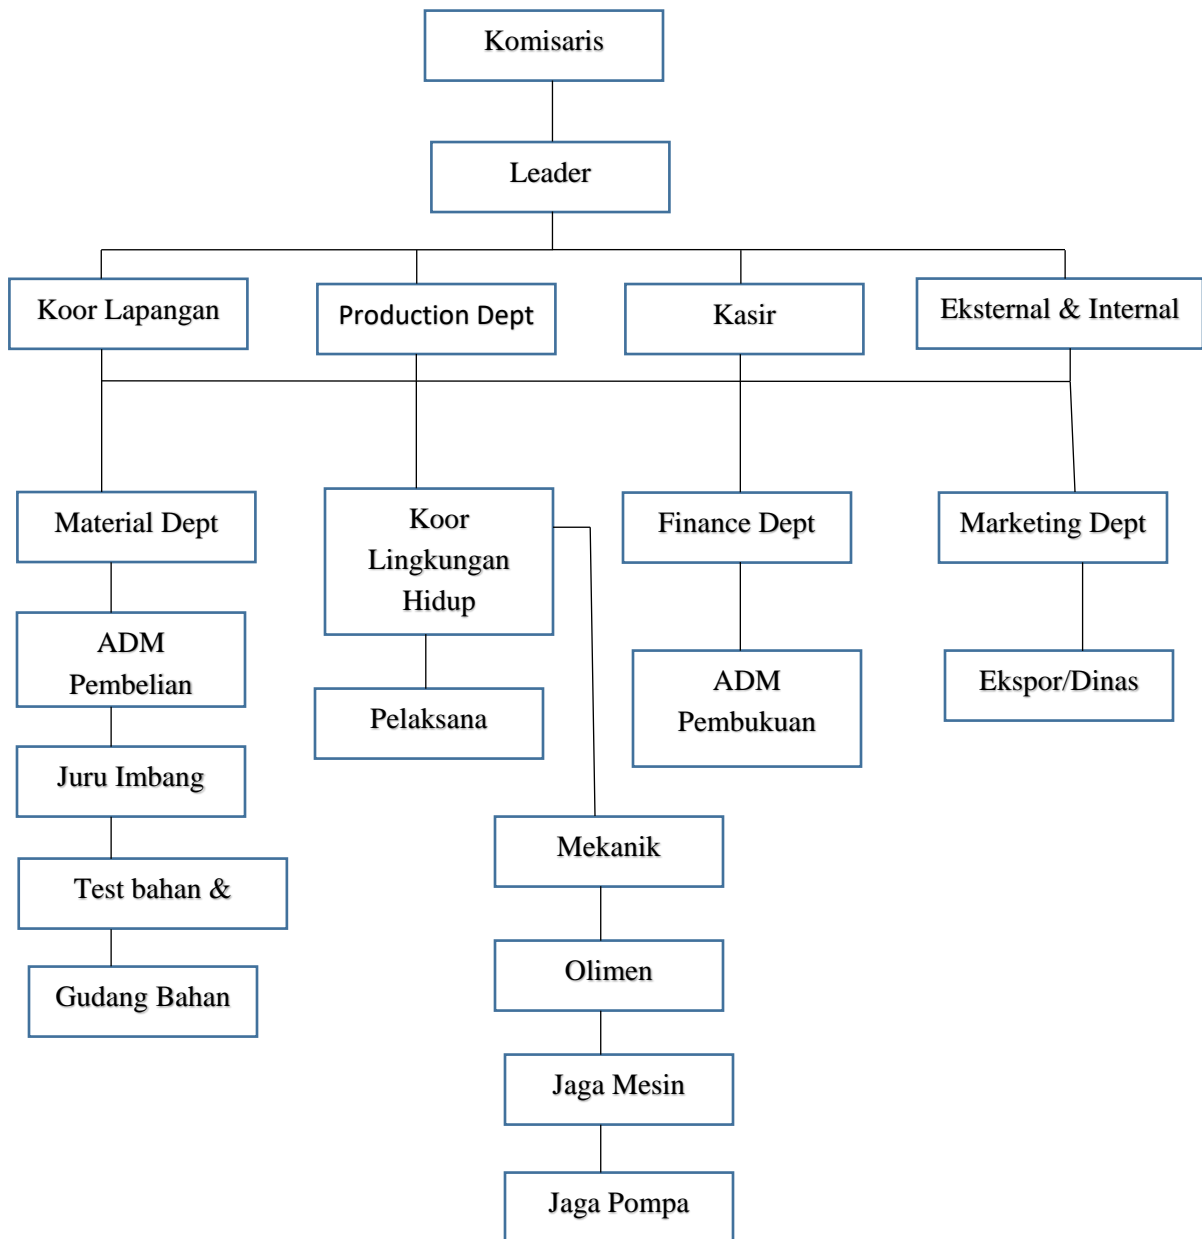 Komisaris
Leader
Koor Lapangan
Production Dept
Kasir
Eksternal & Internal
Material Dept
Koor
Lingkungan
Hidup
Finance Dept
Marketing Dept
ADM
Pembelian
Pelaksana
ADM
Pembukuan
Ekspor/Dinas
Juru Imbang
Mekanik
Test bahan &
Olimen
Gudang Bahan
Jaga Mesin
Jaga Pompa